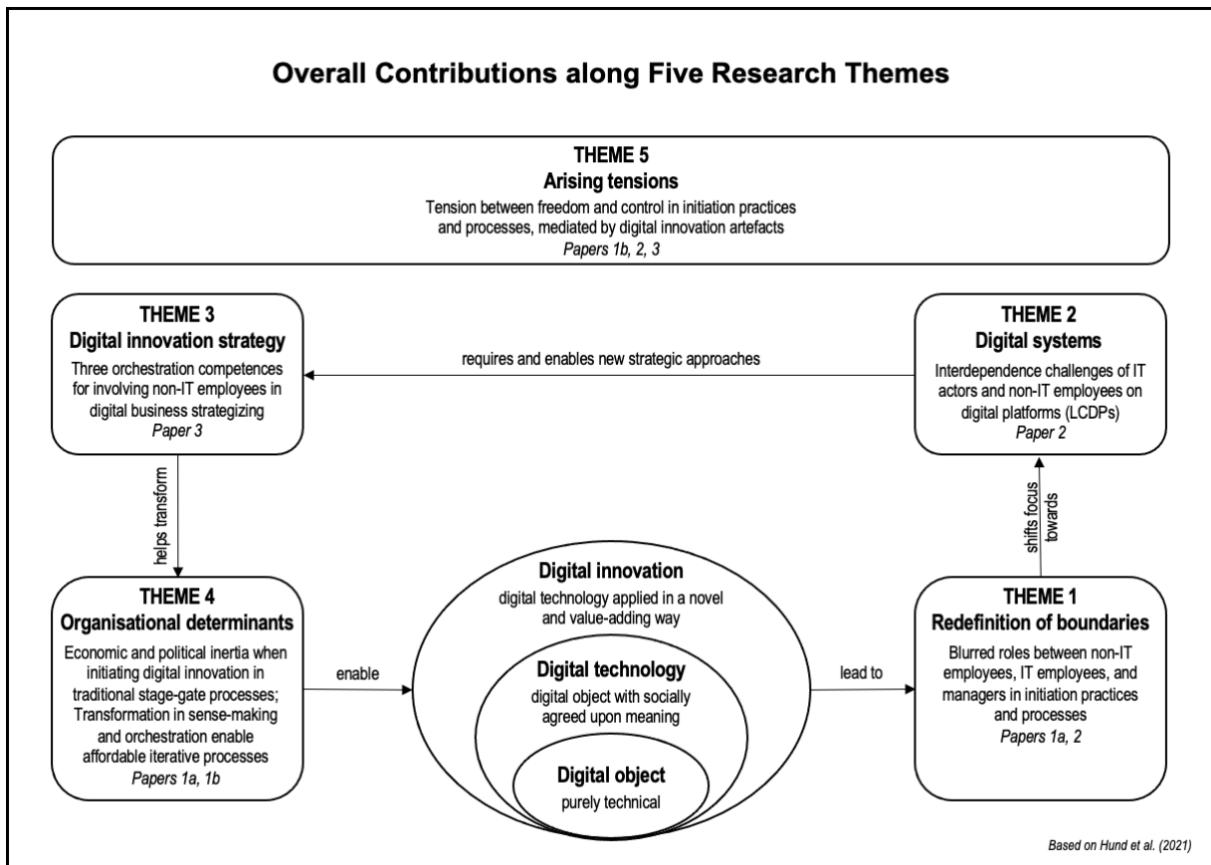 Overall Contributions along Five Research Themes
THEME 5
Arising tensions
Tension between freedom and control in initiation practices
and processes, mediated by digital innovation artefacts
Papers 1b, 2, 3
THEME 3
Digital innovation strategy
Three orchestration competences
for involving non-IT employees in
digital business strategizing
Paper 3
requires and enables new strategic approaches
THEME 2
Digital systems
Interdependence challenges of IT
actors and non-IT employees on
digital platforms (LCDPs)
Paper 2
helps transform
shifts focus
towards
THEME 4
Organisational determinants
Economic and political inertia when
initiating digital innovation in
traditional stage-gate processes;
Transformation in sense-making
and orchestration enable
affordable iterative processes
Papers 1a, 1b
enable
Digital innovation
digital technology applied in a novel
and value-adding way
Digital technology
digital object with socially
agreed upon meaning
Digital object
purely technical
lead to
THEME 1
Redefinition of boundaries
Blurred roles between non-IT
employees, IT employees, and
managers in initiation practices
and processes
Papers 1a, 2
Based on Hund et al. (2021)